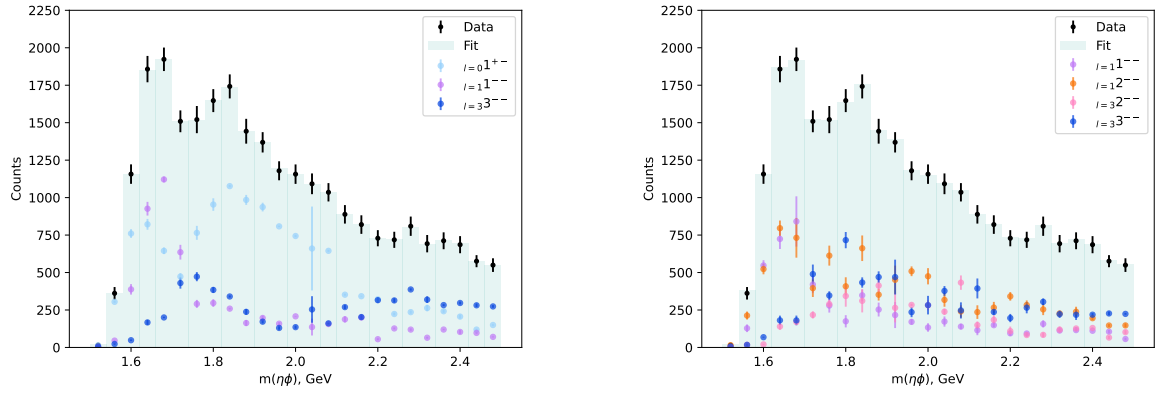 2250
2000
1750
1500
1250
1000
750
500
250
0
Counts
1.6 1.8 2.0 2.2 2.4
m(ηϕ), GeV
Data
Fit
l=0 1+−
l=1 1−−
l=3 3−−
2250
2000
1750
1500
1250
1000
750
500
250
0
Counts
1.6 1.8 2.0 2.2 2.4
m(ηϕ), GeV
Data
Fit
l=1 1−−
l=1 2−−
l=3 2−−
l=3 3−−